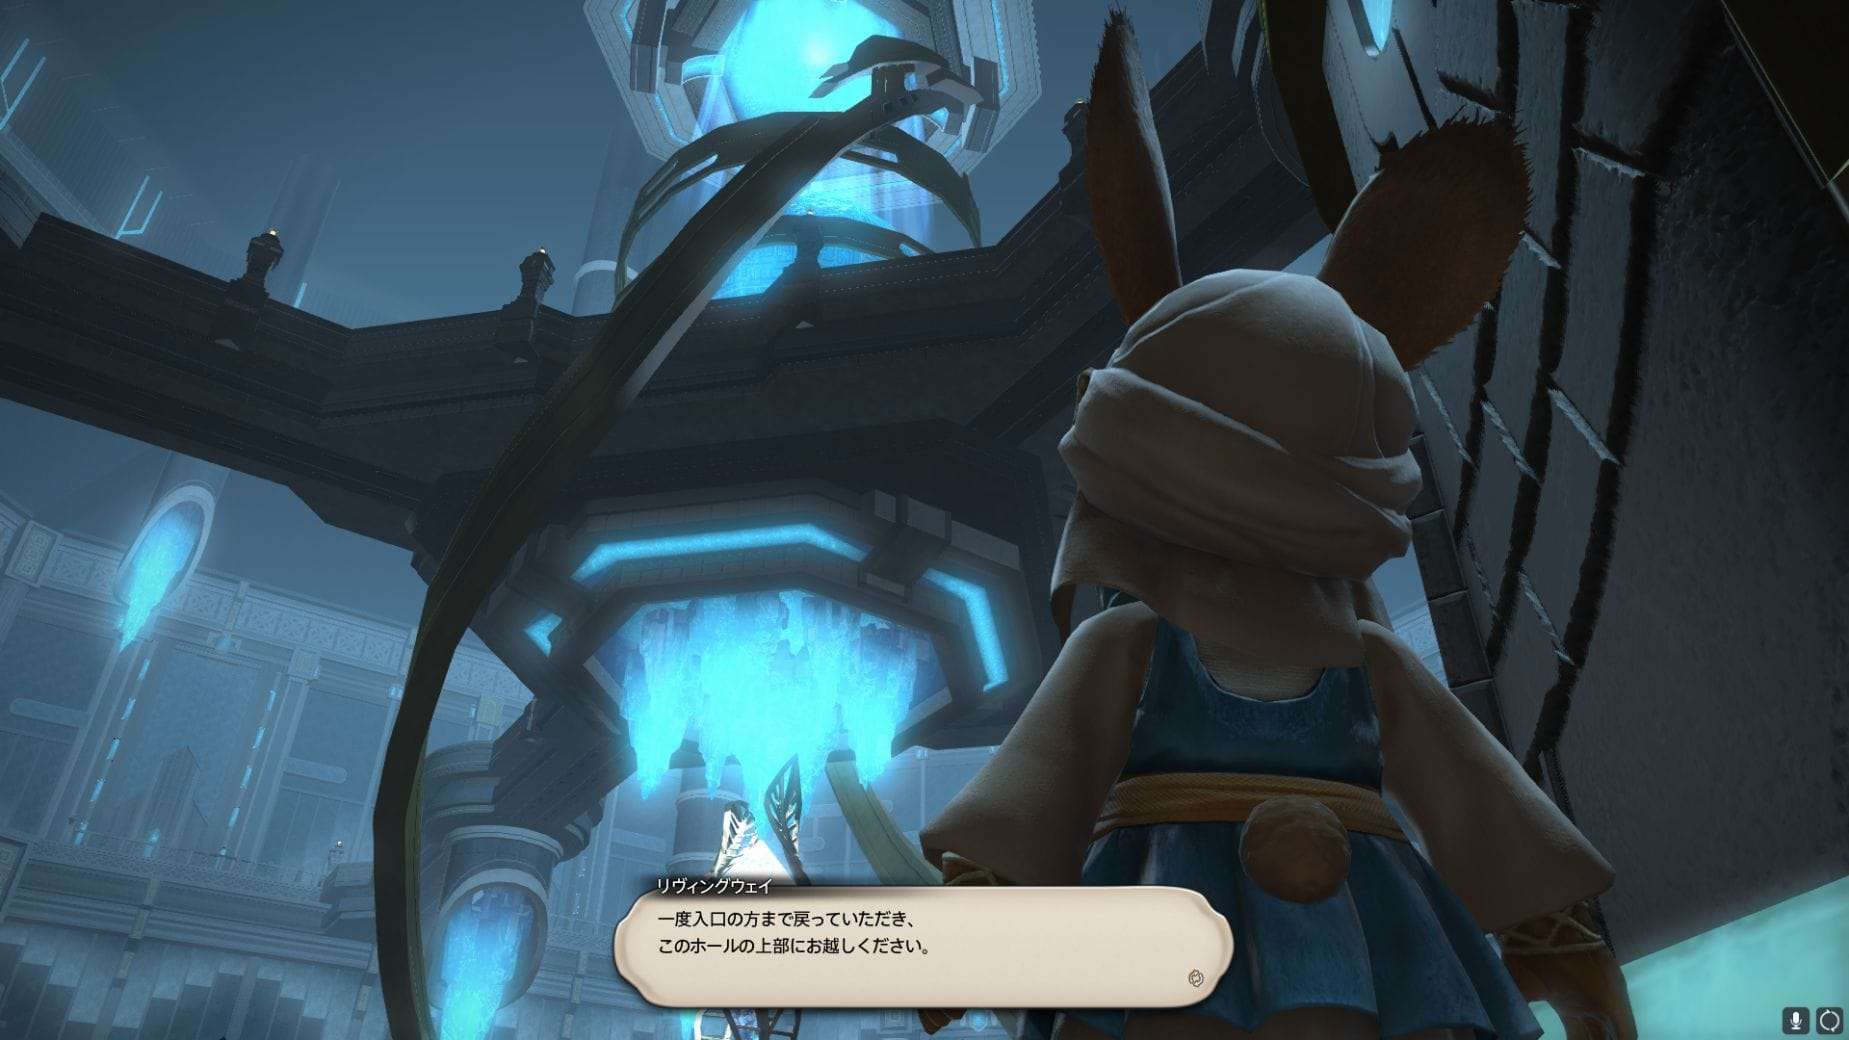 リヴィングウェイ
一度入口の方まで戻っていただき、
このホールの上部にお越しください。